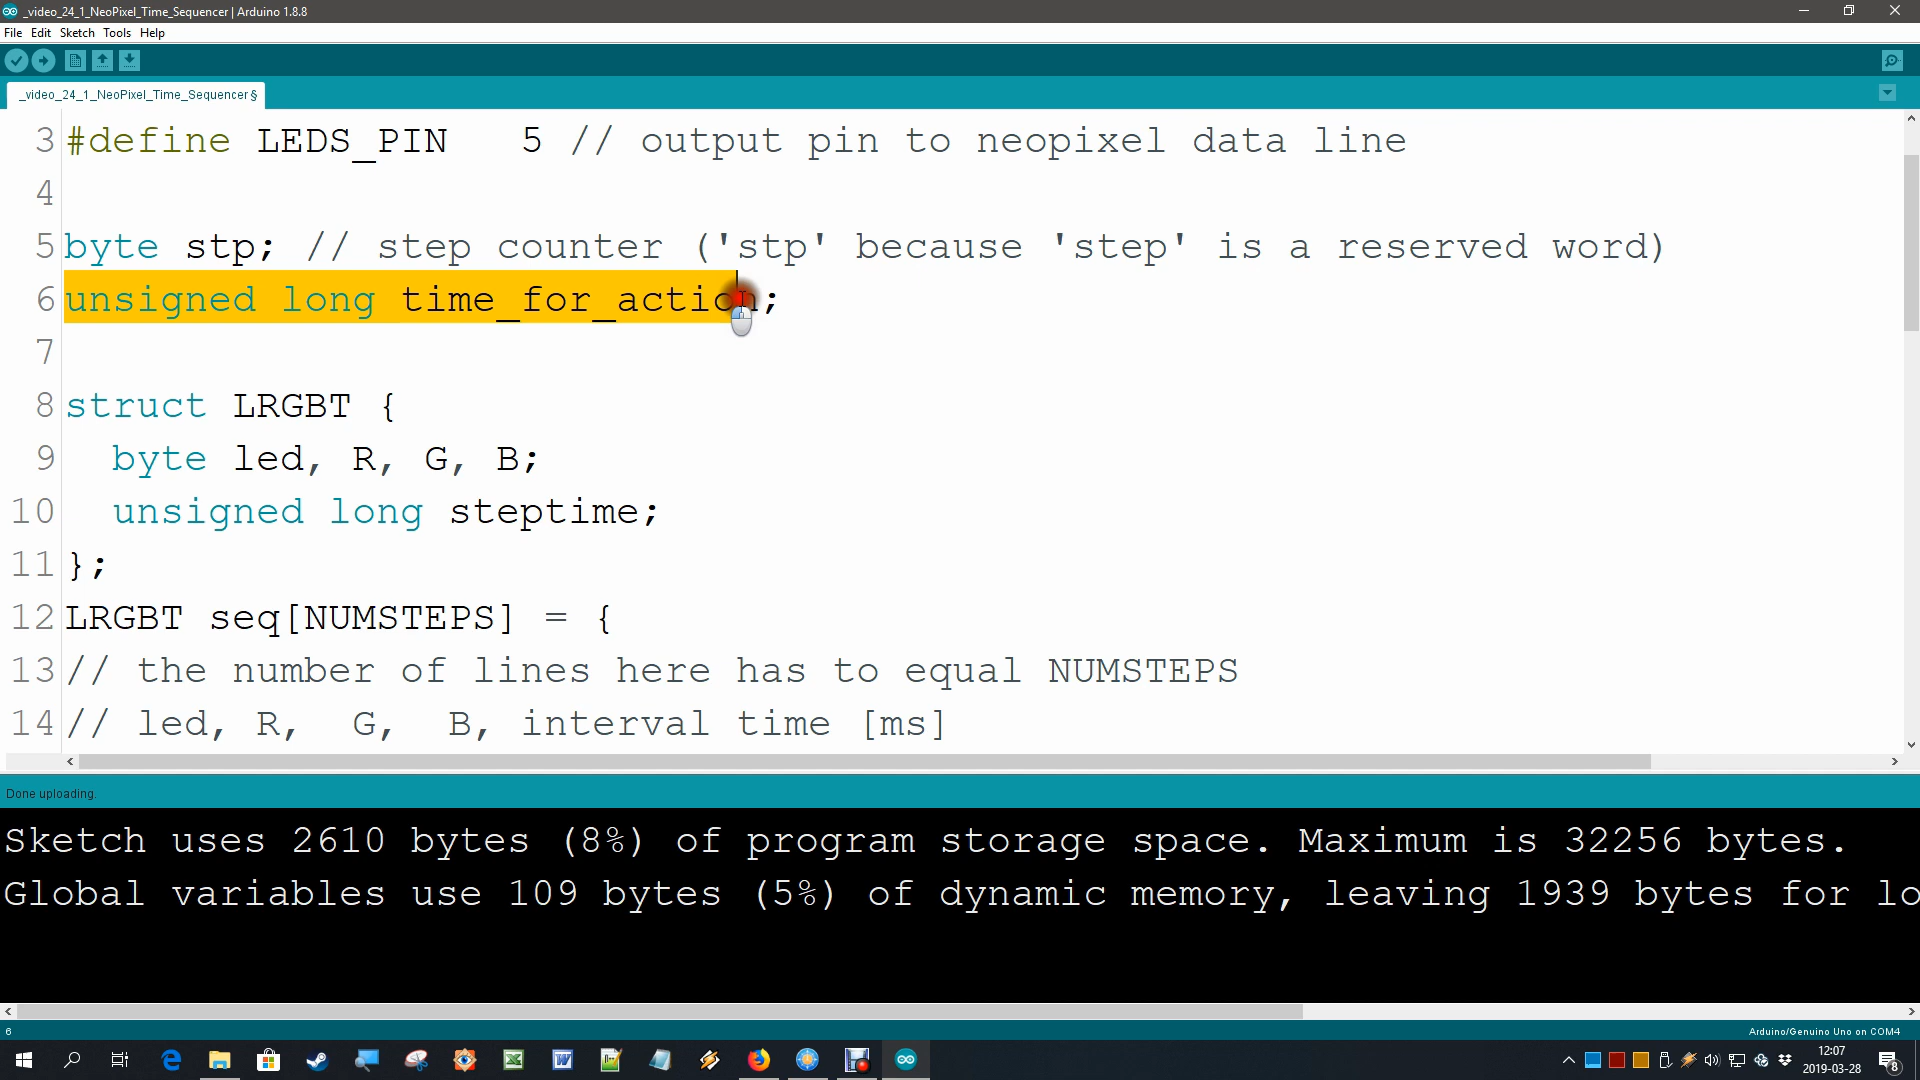 _video_24_1_NeoPixel_Time_Sequencer | Arduino 1.8.8
File Edit Sketch Tools Help
_video_24_1_NeoPixel_Time_Sequencer §
3 #define LEDS_PIN   5 // output pin to neopixel data line
4
5 byte stp; // step counter ('stp' because 'step' is a reserved word)
6 unsigned long time_for_action;
7
8 struct LRGBT {
9   byte led, R, G, B;
10   unsigned long steptime;
11 };
12 LRGBT seq[NUMSTEPS] = {
13 // the number of lines here has to equal NUMSTEPS
14 // led, R,  G,  B, interval time [ms]
Done uploading.
Sketch uses 2610 bytes (8%) of program storage space. Maximum is 32256 bytes.
Global variables use 109 bytes (5%) of dynamic memory, leaving 1939 bytes for lo
6
Arduino/Genuino Uno on COM4
12:07
2019-03-28
8